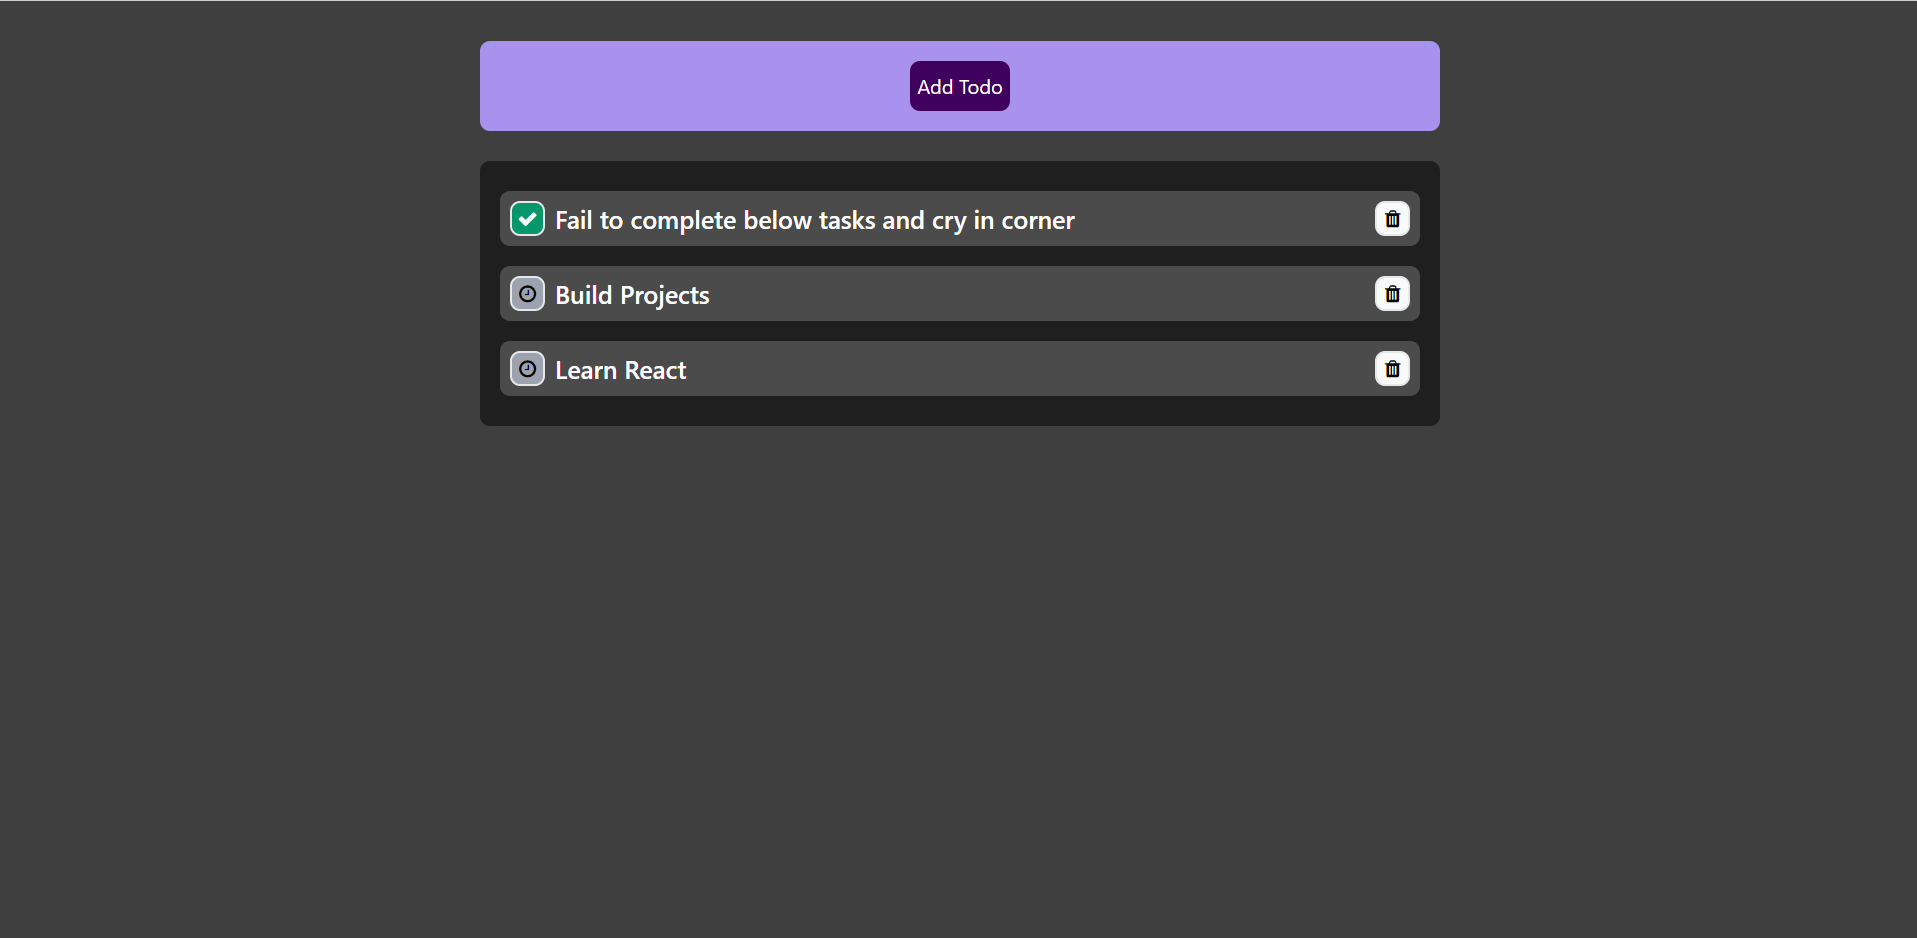 Add Todo
Fail to complete below tasks and cry in corner
Build Projects
Learn React